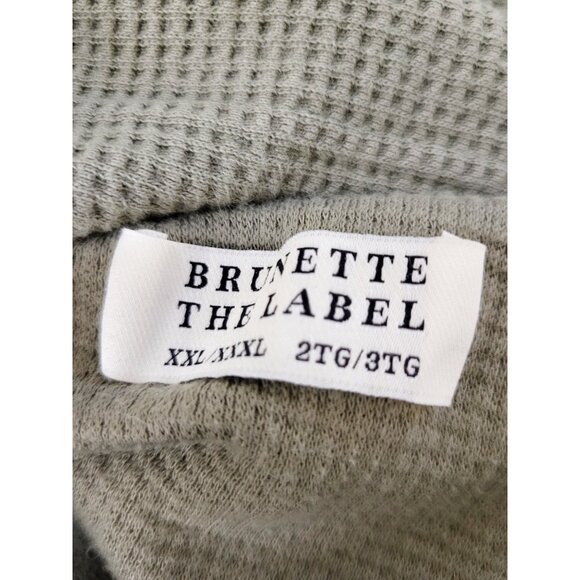 BRUNETTE
THE LABEL
XXL/XXXL 2TG/3TG